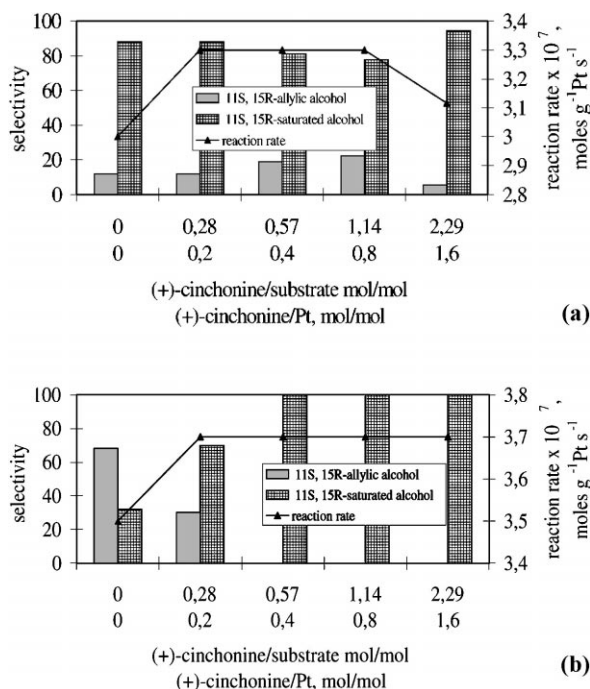 100
80
60
40
20
0
selectivity
11S, 15R-allylic alcohol
11S, 15R-saturated alcohol
reaction rate
3,4
3,3
3,2
3,1
3
2,9
2,8
reaction rate x 10⁷,
moles g⁻¹Pt s⁻¹
0 0,28 0,57 1,14 2,29
0 0,2 0,4 0,8 1,6
(+)-cinchonine/substrate mol/mol
(+)-cinchonine/Pt, mol/mol
(a)
100
80
60
40
20
0
selectivity
11S, 15R-allylic alcohol
11S, 15R-saturated alcohol
reaction rate
3,8
3,7
3,6
3,5
3,4
reaction rate x 10⁷,
moles g⁻¹Pt s⁻¹
0 0,28 0,57 1,14 2,29
0 0,2 0,4 0,8 1,6
(+)-cinchonine/substrate mol/mol
(+)-cinchonine/Pt, mol/mol
(b)